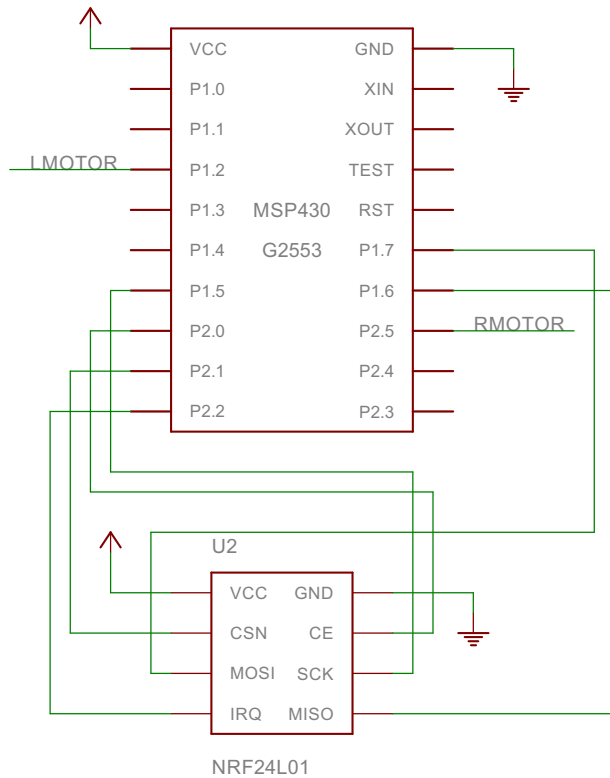 VCC GND
P1.0 XIN
P1.1 XOUT
LMOTOR P1.2 TEST
P1.3 MSP430 RST
P1.4 G2553 P1.7
P1.5 P1.6
P2.0 P2.5 RMOTOR
P2.1 P2.4
P2.2 P2.3
U2
VCC GND
CSN CE
MOSI SCK
IRQ MISO
NRF24L01